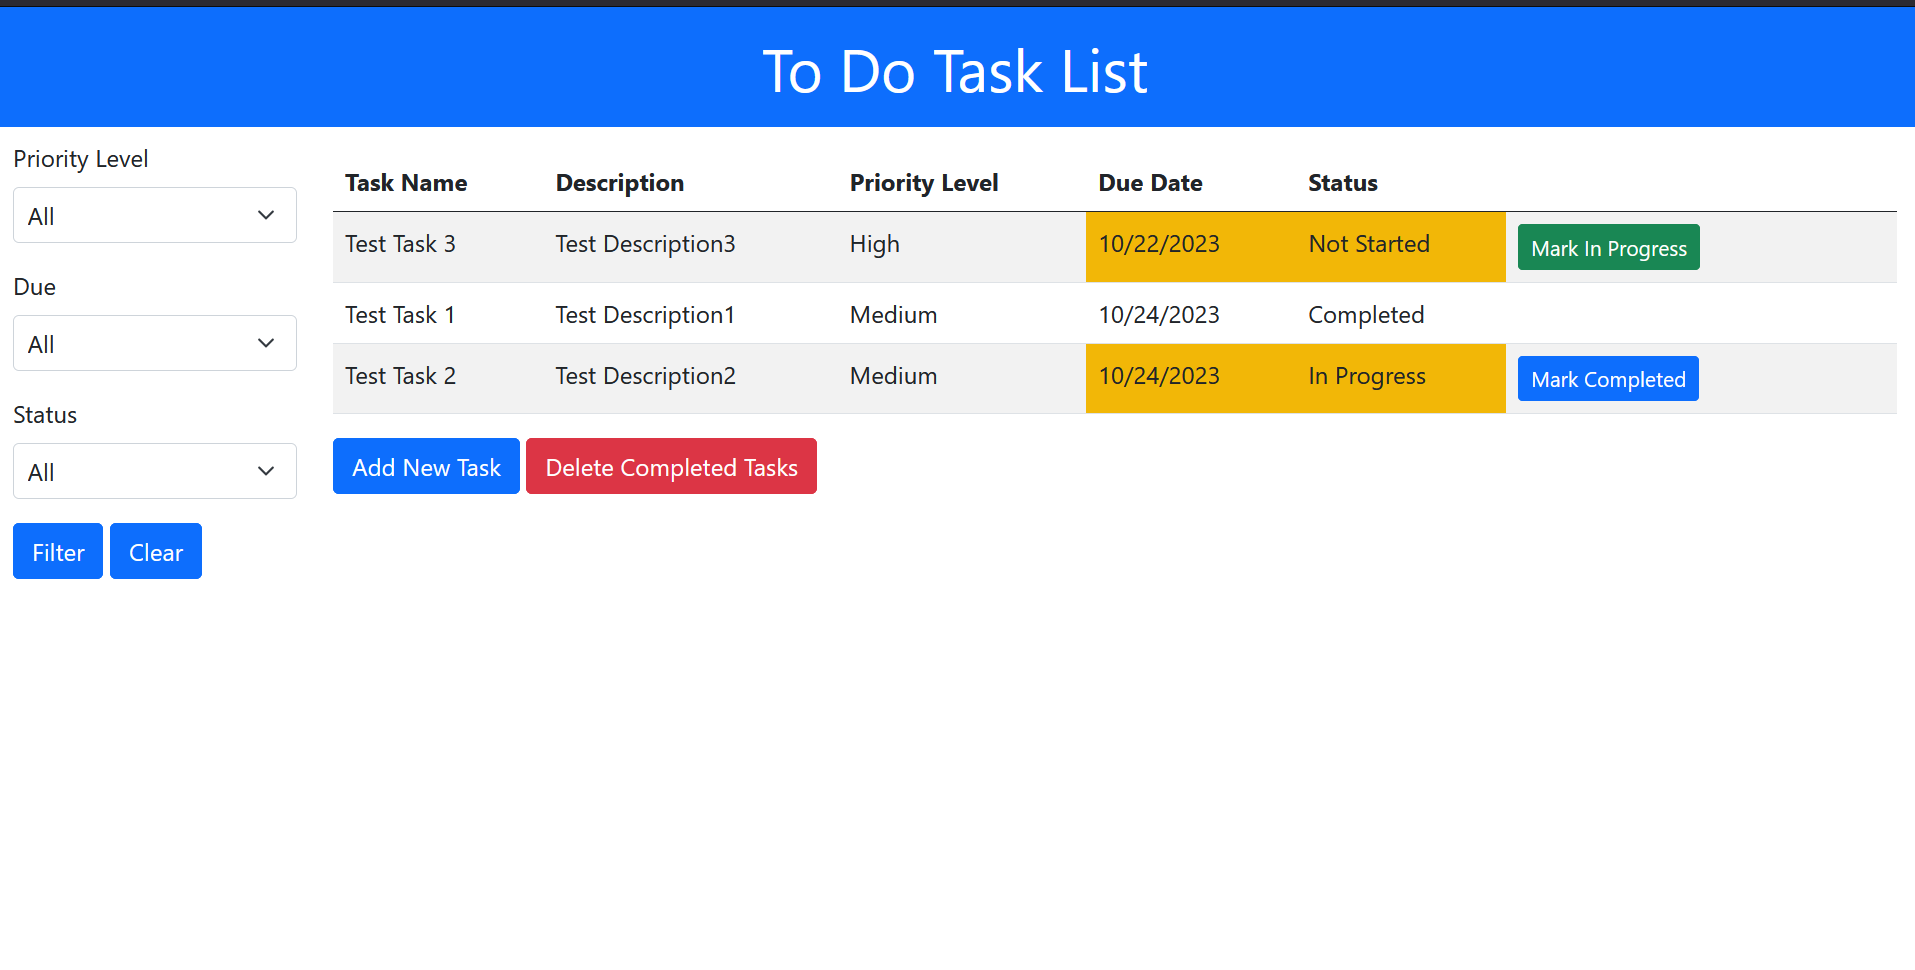 To Do Task List
Priority Level
All
Due
All
Status
All
Filter Clear
Task Name Description Priority Level Due Date Status
Test Task 3 Test Description3 High 10/22/2023 Not Started Mark In Progress
Test Task 1 Test Description1 Medium 10/24/2023 Completed
Test Task 2 Test Description2 Medium 10/24/2023 In Progress Mark Completed
Add New Task Delete Completed Tasks